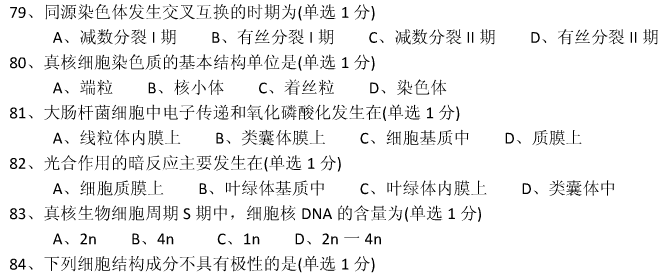 79、同源染色体发生交叉互换的时期为(单选 1 分)
A、减数分裂 I 期 B、有丝分裂 I 期 C、减数分裂 II 期 D、有丝分裂 II 期
80、真核细胞染色质的基本结构单位是(单选 1 分)
A、端粒 B、核小体 C、着丝粒 D、染色体
81、大肠杆菌细胞中电子传递和氧化磷酸化发生在(单选 1 分)
A、线粒体内膜上 B、类囊体膜上 C、细胞基质中 D、质膜上
82、光合作用的暗反应主要发生在(单选 1 分)
A、细胞质膜上 B、叶绿体基质中 C、叶绿体内膜上 D、类囊体中
83、真核生物细胞周期 S 期中，细胞核 DNA 的含量为(单选 1 分)
A、2n B、4n C、1n D、2n 一 4n
84、下列细胞结构成分不具有极性的是(单选 1 分)